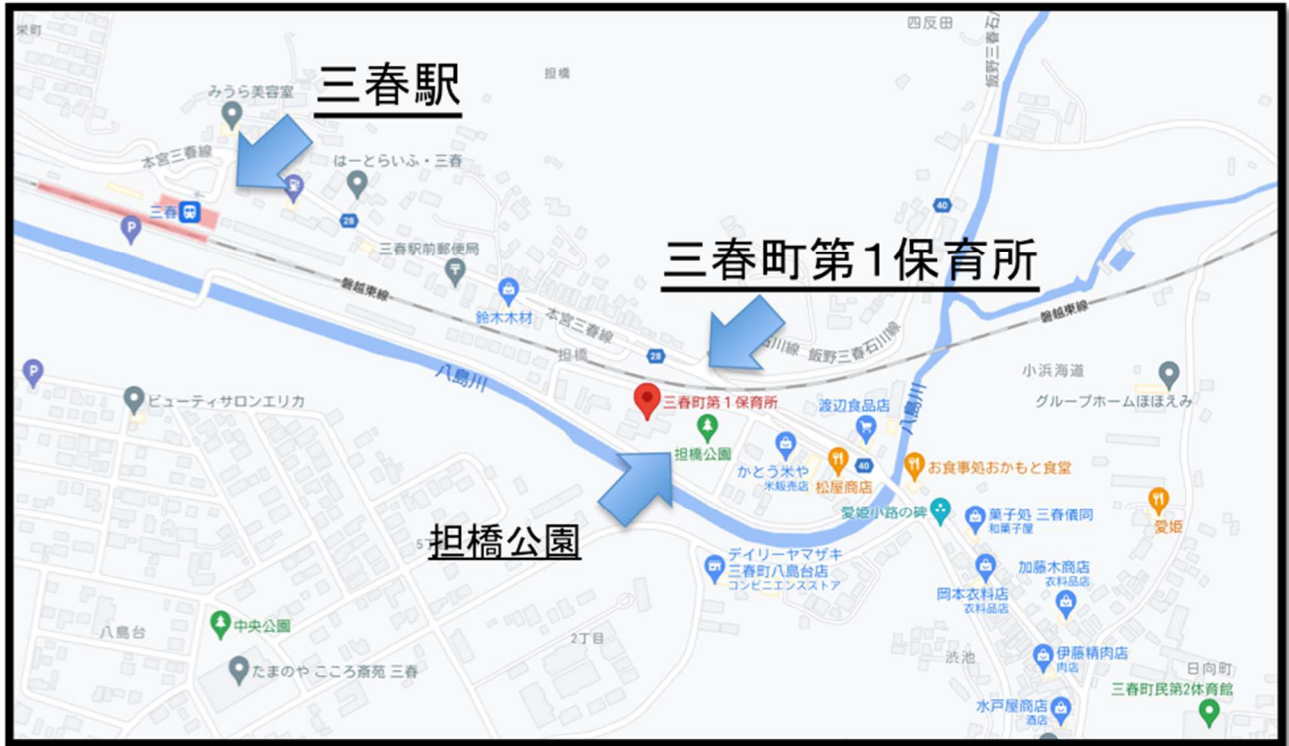 栄町
四反田
飯野三春石川線
三春駅
担橋
みうら美容室
本宮三春線
はーとらいふ・三春
三春
P
28
40
三春駅前郵便局
三春町第1保育所
磐越東線
鈴木木材
本宮三春線
磐越東線
石川線
飯野三春石川線
担橋
28
八島川
P
小浜海道
ビューティサロンエリカ
三春町第1保育所
渡辺食品店
八島川
グループホームほほえみ
担橋公園
かとう米や
米販売店
松屋商店
40
お食事処おかもと食堂
愛姫小路の碑
菓子処 三春儀同
和菓子屋
愛姫
担橋公園
デイリーヤマザキ
三春町八島台店
コンビニエンスストア
加藤木商店
衣料品店
岡本衣料店
衣料品店
八島台
中央公園
2丁目
たまのや こころ斎苑 三春
渋池
伊藤精肉店
肉店
日向町
三春町民第2体育館
水戸屋商店
酒店